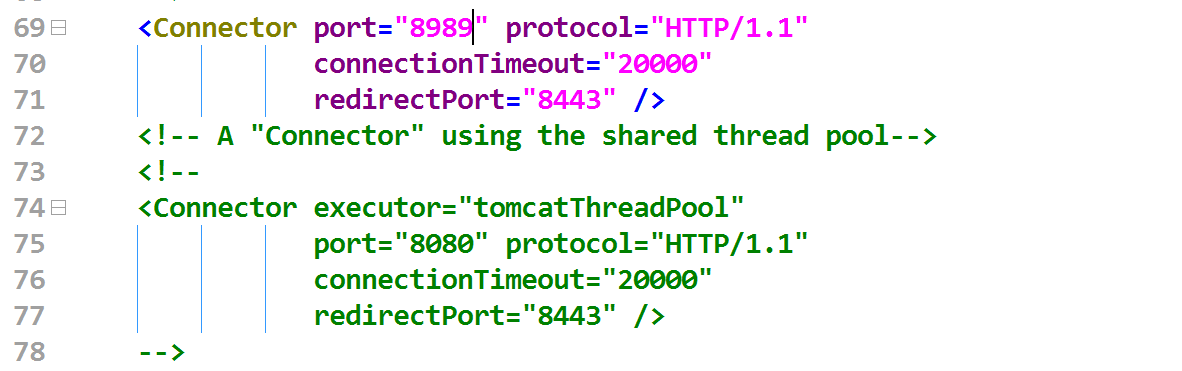 69 <Connector port="8989" protocol="HTTP/1.1"
70 connectionTimeout="20000"
71 redirectPort="8443" />
72 <!-- A "Connector" using the shared thread pool-->
73 <!--
74 <Connector executor="tomcatThreadPool"
75 port="8080" protocol="HTTP/1.1"
76 connectionTimeout="20000"
77 redirectPort="8443" />
78 -->